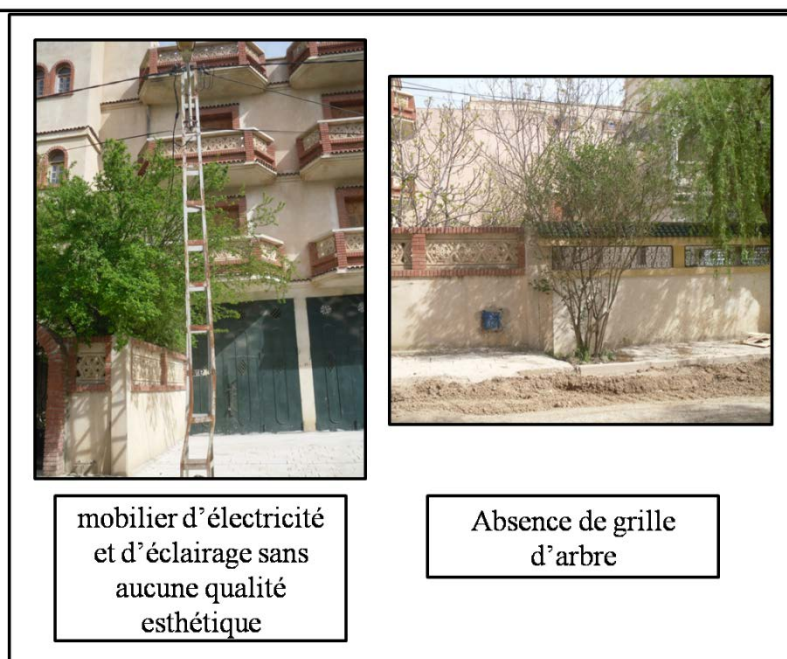 mobilier d'électricité
et d'éclairage sans
aucune qualité
esthétique
Absence de grille
d'arbre